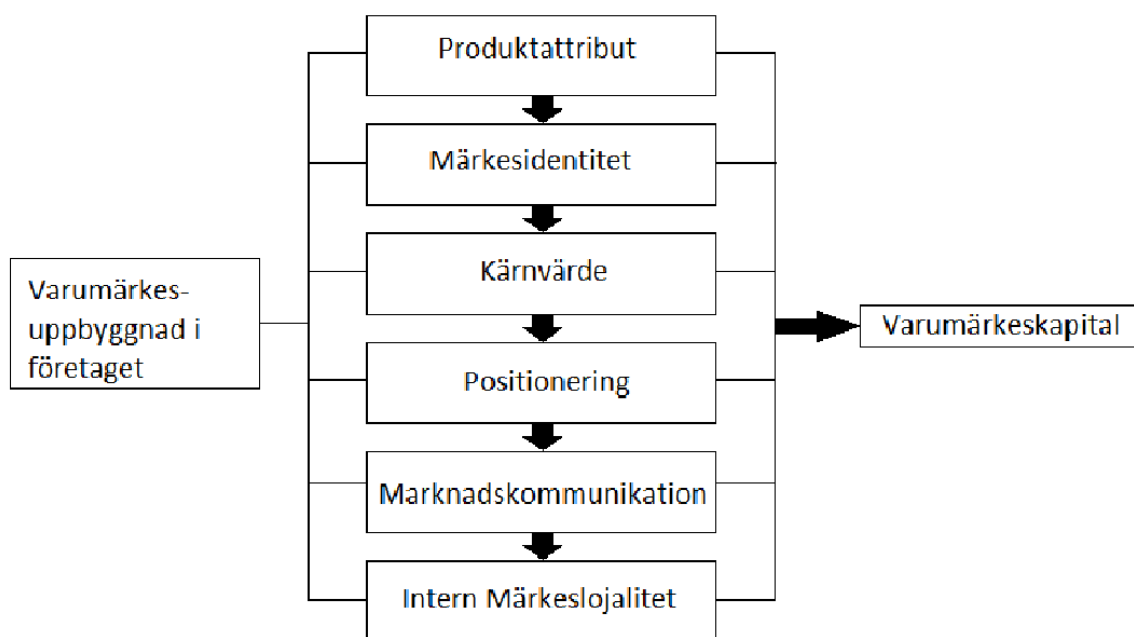 Produktattribut
Märkesidentitet
Kärnvärde
Varumärkes-
uppbyggnad i
företaget
Varumärkeskapital
Positionering
Marknadskommunikation
Intern Märkeslojalitet